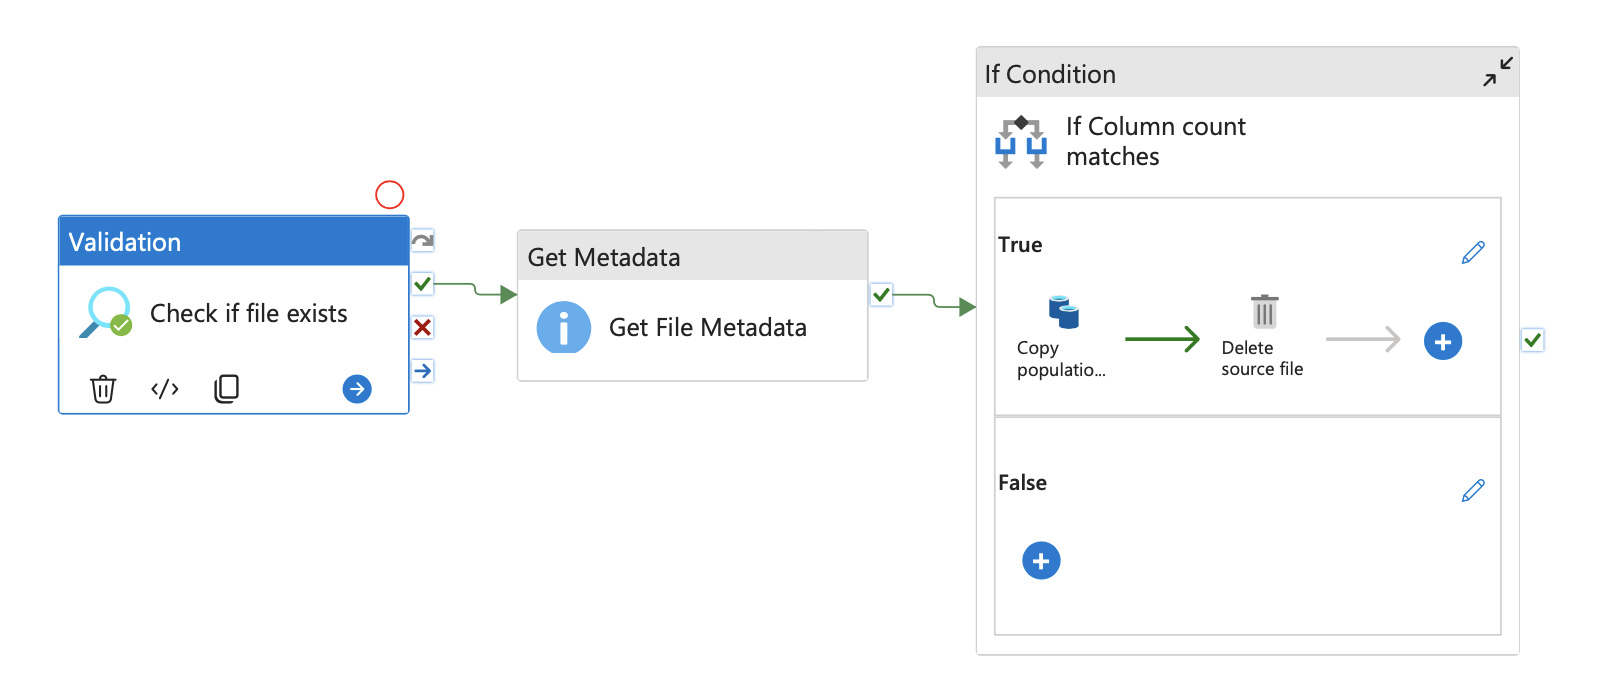 If Condition
If Column count
matches
Validation
Check if file exists
Get Metadata
Get File Metadata
True
Copy
populatio...
Delete
source file
False